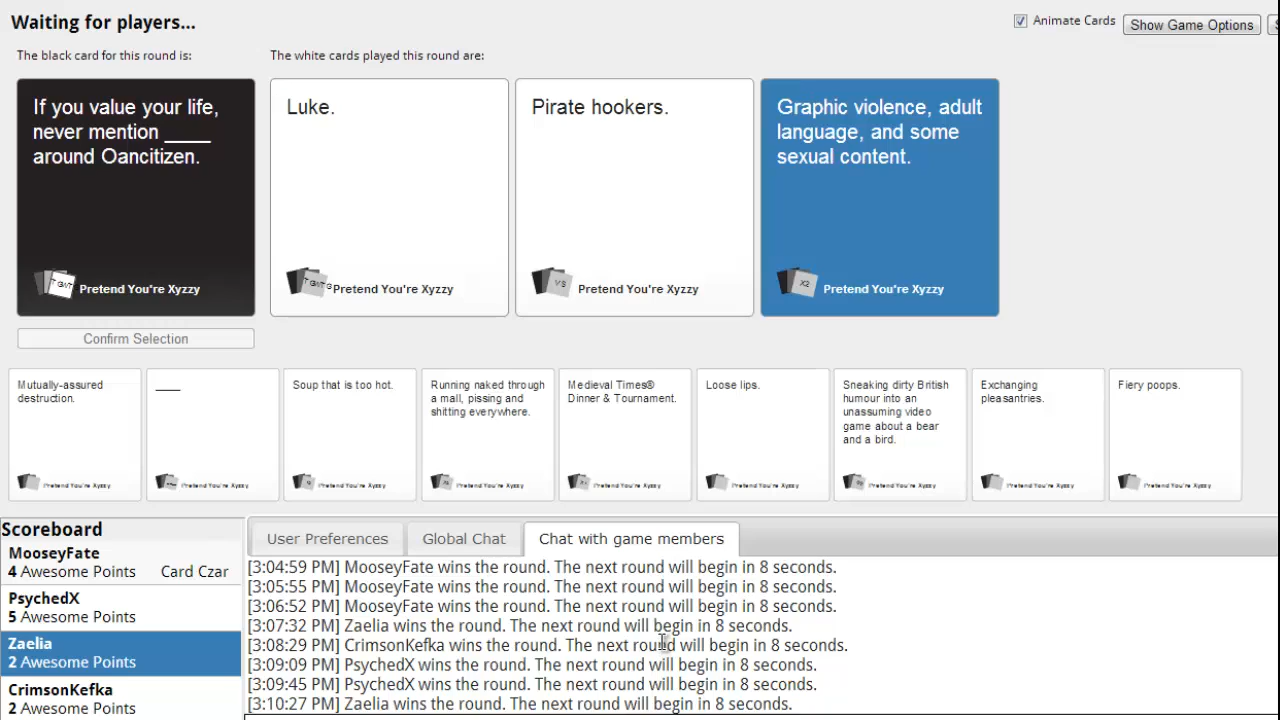 Waiting for players...
Animate Cards
Show Game Options
The black card for this round is:
The white cards played this round are:
If you value your life,
never mention ____
around Oancitizen.
Pretend You're Xyzzy
Luke.
Pretend You're Xyzzy
Pirate hookers.
VS
Pretend You're Xyzzy
Graphic violence, adult
language, and some
sexual content.
X2
Pretend You're Xyzzy
Confirm Selection
Mutually-assured
destruction.
Pretend You're Xyzzy
____
Pretend You're Xyzzy
Soup that is too hot.
Pretend You're Xyzzy
Running naked through
a mall, pissing and
shitting everywhere.
Pretend You're Xyzzy
Medieval Times®
Dinner & Tournament.
Pretend You're Xyzzy
Loose lips.
Pretend You're Xyzzy
Sneaking dirty British
humour into an
unassuming video
game about a bear
and a bird.
Pretend You're Xyzzy
Exchanging
pleasantries.
Pretend You're Xyzzy
Fiery poops.
Pretend You're Xyzzy
Scoreboard
MooseyFate
4 Awesome Points Card Czar
PsychedX
5 Awesome Points
Zaelia
2 Awesome Points
CrimsonKefka
2 Awesome Points
User Preferences
Global Chat
Chat with game members
[3:04:59 PM] MooseyFate wins the round. The next round will begin in 8 seconds.
[3:05:55 PM] MooseyFate wins the round. The next round will begin in 8 seconds.
[3:06:52 PM] MooseyFate wins the round. The next round will begin in 8 seconds.
[3:07:32 PM] Zaelia wins the round. The next round will begin in 8 seconds.
[3:08:29 PM] CrimsonKefka wins the round. The next round will begin in 8 seconds.
[3:09:09 PM] PsychedX wins the round. The next round will begin in 8 seconds.
[3:09:45 PM] PsychedX wins the round. The next round will begin in 8 seconds.
[3:10:27 PM] Zaelia wins the round. The next round will begin in 8 seconds.